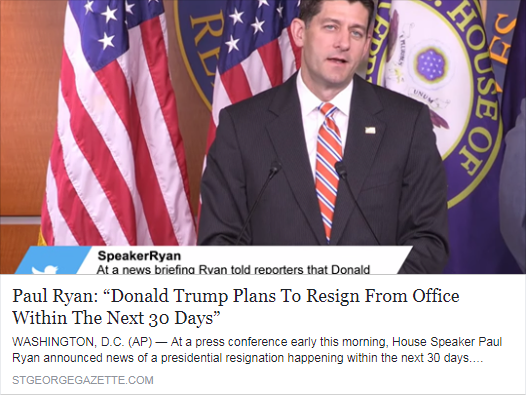 SpeakerRyan
At a news briefing Ryan told reporters that Donald
Paul Ryan: “Donald Trump Plans To Resign From Office
Within The Next 30 Days”
WASHINGTON, D.C. (AP) — At a press conference early this morning, House Speaker Paul
Ryan announced news of a presidential resignation happening within the next 30 days....
STGEORGEGAZETTE.COM
HOUSE OF